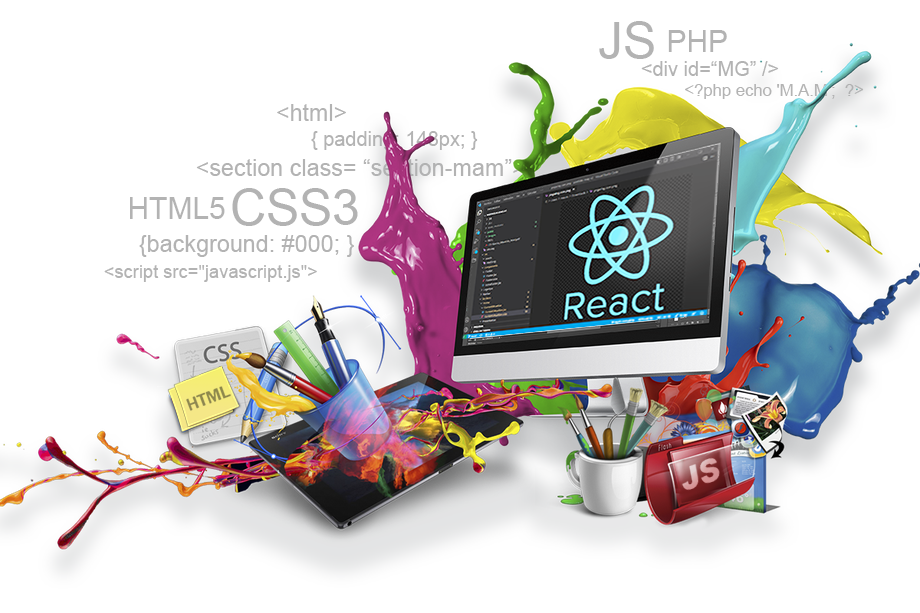 JS PHP
<div id=“MG” />
<?php echo 'M.A.M'; ?>
<html>
{ padding: 148px; }
<section class= “section-mam”>
HTML5 CSS3
{background: #000; }
<script src="javascript.js">
React
CSS
HTML
Flash
JS